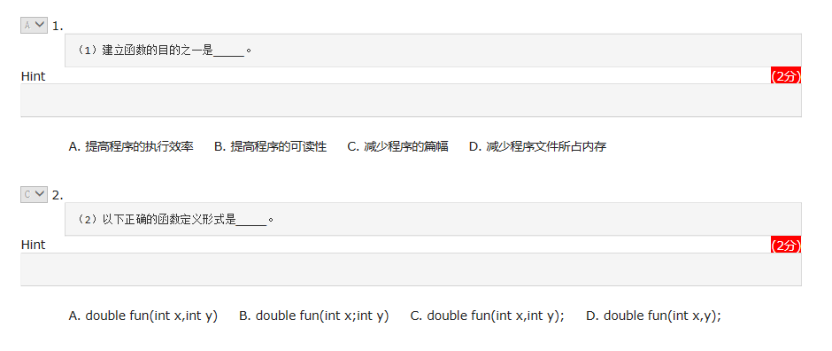 A 1.
（1）建立函数的目的之一是_____。
Hint (2分)
A. 提高程序的执行效率 B. 提高程序的可读性 C. 减少程序的篇幅 D. 减少程序文件所占内存
C 2.
（2）以下正确的函数定义形式是_____。
Hint (2分)
A. double fun(int x,int y) B. double fun(int x;int y) C. double fun(int x,int y); D. double fun(int x,y);